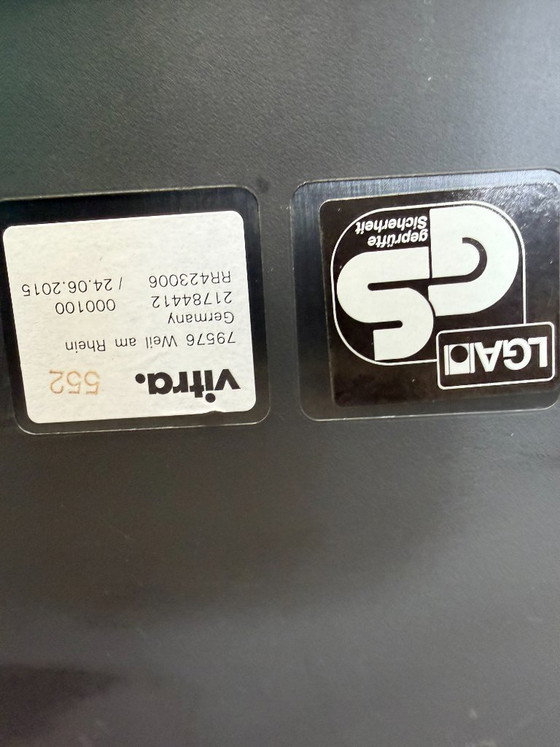 vitra. 552
79576 Weil am Rhein
Germany
21784412 000100
RR423006 / 24.06.2015
LGA
GS
geprüfte
Sicherheit